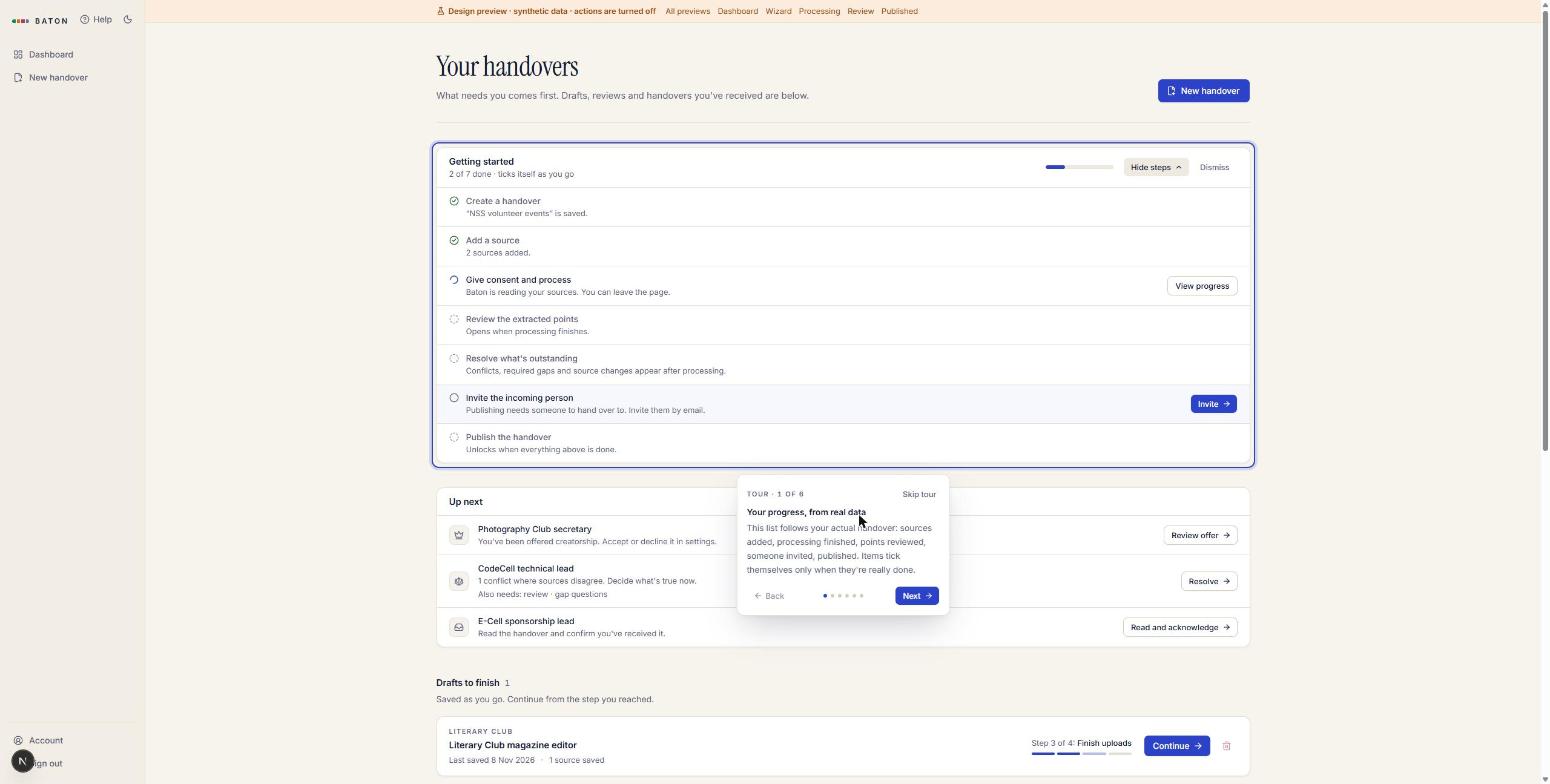 BATON
Help
Dashboard
New handover
Design preview · synthetic data · actions are turned off All previews Dashboard Wizard Processing Review Published
Your handovers
What needs you comes first. Drafts, reviews and handovers you've received are below.
New handover
Getting started
2 of 7 done · ticks itself as you go
Hide steps
Dismiss
Create a handover
"NSS volunteer events" is saved.
Add a source
2 sources added.
Give consent and process
Baton is reading your sources. You can leave the page.
View progress
Review the extracted points
Opens when processing finishes.
Resolve what's outstanding
Conflicts, required gaps and source changes appear after processing.
Invite the incoming person
Publishing needs someone to hand over to. Invite them by email.
Invite →
Publish the handover
Unlocks when everything above is done.
Up next
Photography Club secretary
You've been offered creatorship. Accept or decline it in settings.
Review offer →
CodeCell technical lead
1 conflict where sources disagree. Decide what's true now.
Also needs: review · gap questions
Resolve →
E-Cell sponsorship lead
Read the handover and confirm you've received it.
Read and acknowledge →
TOUR · 1 OF 6
Skip tour
Your progress, from real data
This list follows your actual handover: sources
added, processing finished, points reviewed,
someone invited, published. Items tick
themselves only when they're really done.
← Back
Next →
Drafts to finish 1
Saved as you go. Continue from the step you reached.
LITERARY CLUB
Literary Club magazine editor
Last saved 8 Nov 2026 · 1 source saved
Step 3 of 4: Finish uploads
Continue →
Account
N
ign out